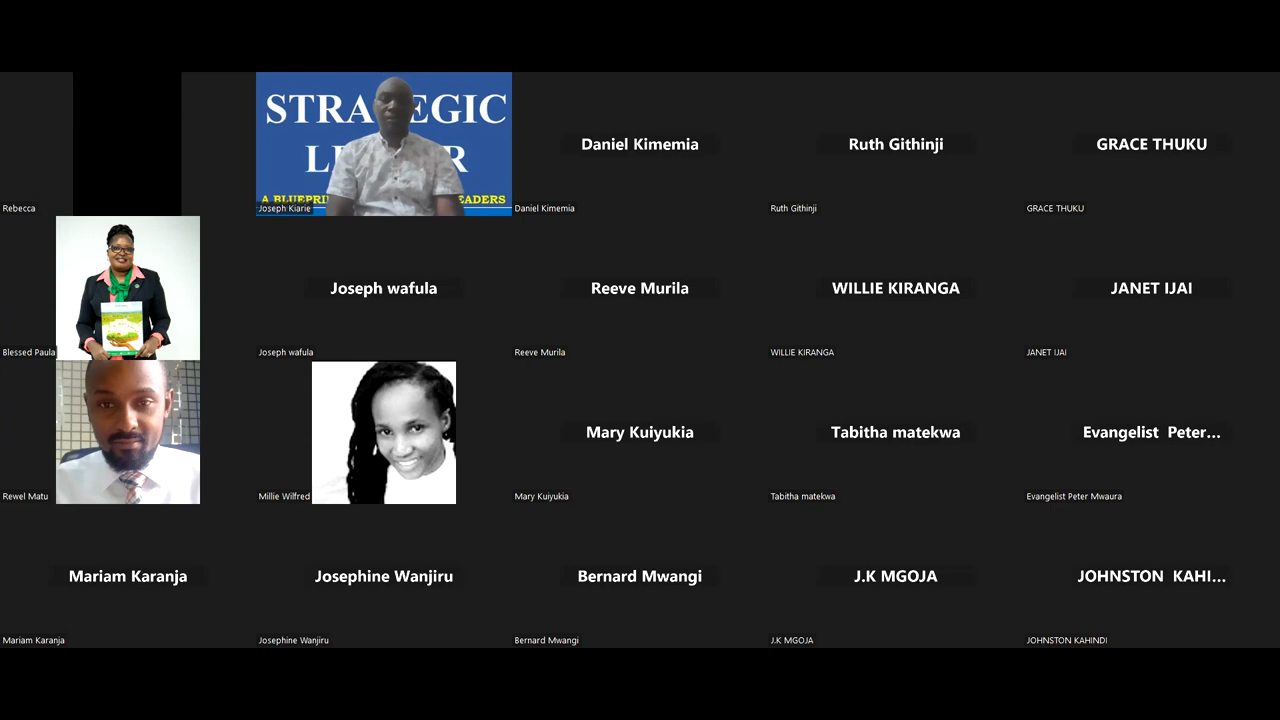 STRA EGIC
L R
A BLUEPRI EADERS
Daniel Kimemia
Ruth Githinji
GRACE THUKU
Rebecca
Joseph Kiarie
Daniel Kimemia
Ruth Githinji
GRACE THUKU
Joseph wafula
Reeve Murila
WILLIE KIRANGA
JANET IJAI
Blessed Paula
Joseph wafula
Reeve Murila
WILLIE KIRANGA
JANET IJAI
Mary Kuiyukia
Tabitha matekwa
Evangelist Peter...
Rewel Matu
Millie Wilfred
Mary Kuiyukia
Tabitha matekwa
Evangelist Peter Mwaura
Mariam Karanja
Josephine Wanjiru
Bernard Mwangi
J.K MGOJA
JOHNSTON KAHI...
Mariam Karanja
Josephine Wanjiru
Bernard Mwangi
J.K MGOJA
JOHNSTON KAHINDI